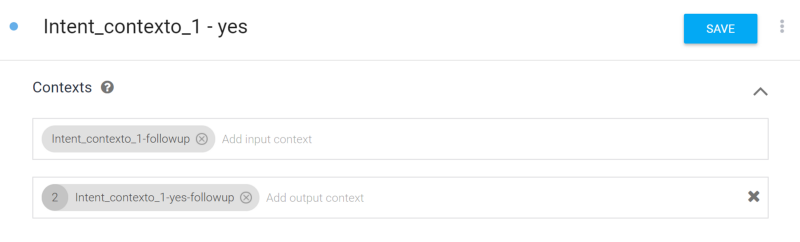 Intent_contexto_1 - yes
SAVE
Contexts ?
Intent_contexto_1-followup Add input context
2 Intent_contexto_1-yes-followup Add output context